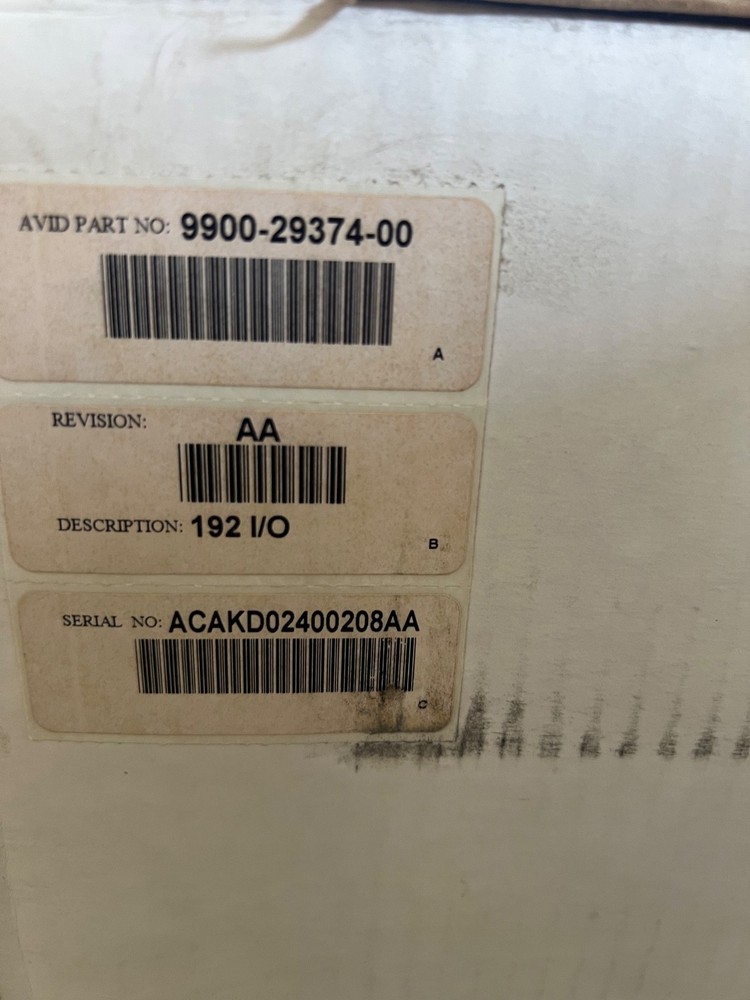 AVID PART NO: 9900-29374-00
A
REVISION: AA
DESCRIPTION: 192 I/O
B
SERIAL NO: ACAKD02400208AA
C